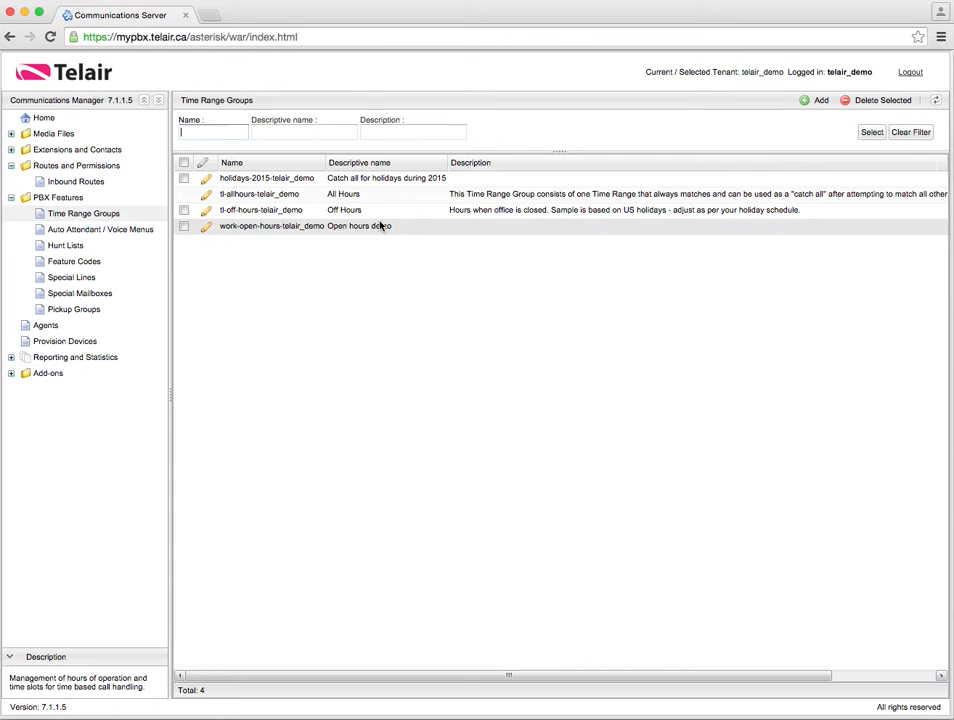 Communications Server
https://mypbx.telair.ca/asterisk/war/index.html
Telair
Current / Selected Tenant: telair_demo Logged in: telair_demo Logout
Communications Manager 7.1.1.5
Time Range Groups
Add Delete Selected
Home
Media Files
Extensions and Contacts
Routes and Permissions
Inbound Routes
PBX Features
Time Range Groups
Auto Attendant / Voice Menus
Hunt Lists
Feature Codes
Special Lines
Special Mailboxes
Pickup Groups
Agents
Provision Devices
Reporting and Statistics
Add-ons
Name : Descriptive name : Description :
Select Clear Filter
Name Descriptive name Description
holidays-2015-telair_demo Catch all for holidays during 2015
tl-allhours-telair_demo All Hours This Time Range Group consists of one Time Range that always matches and can be used as a "catch all" after attempting to match all other
tl-off-hours-telair_demo Off Hours Hours when office is closed. Sample is based on US holidays - adjust as per your holiday schedule.
work-open-hours-telair_demo Open hours demo
Description
Management of hours of operation and
time slots for time based call handling.
Total: 4
Version: 7.1.1.5
All rights reserved